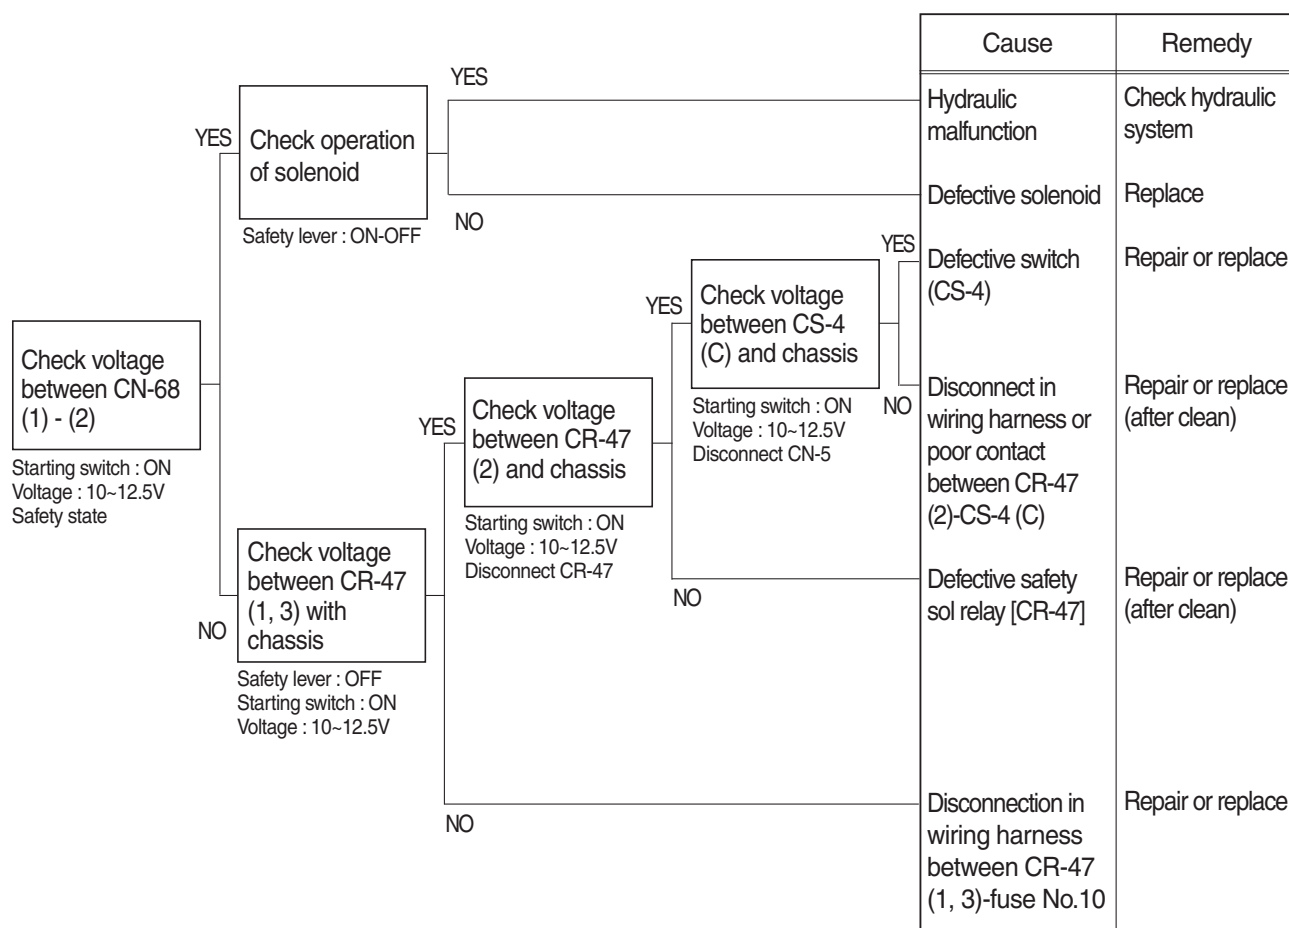 Cause
Remedy
YES
Hydraulic
malfunction
Check hydraulic
system
YES
Check operation
of solenoid
Defective solenoid
Replace
NO
Safety lever : ON-OFF
YES
Defective switch
(CS-4)
Repair or replace
YES
Check voltage
between CS-4
(C) and chassis
Check voltage
between CN-68
(1) - (2)
Starting switch : ON
Voltage : 10~12.5V
Disconnect CN-5
NO
Disconnect in
wiring harness or
poor contact
between CR-47
(2)-CS-4 (C)
Repair or replace
(after clean)
YES
Check voltage
between CR-47
(2) and chassis
Starting switch : ON
Voltage : 10~12.5V
Safety state
Starting switch : ON
Voltage : 10~12.5V
Disconnect CR-47
Check voltage
between CR-47
(1, 3) with
chassis
NO
NO
Defective safety
sol relay [CR-47]
Repair or replace
(after clean)
Safety lever : OFF
Starting switch : ON
Voltage : 10~12.5V
NO
Disconnection in
wiring harness
between CR-47
(1, 3)-fuse No.10
Repair or replace